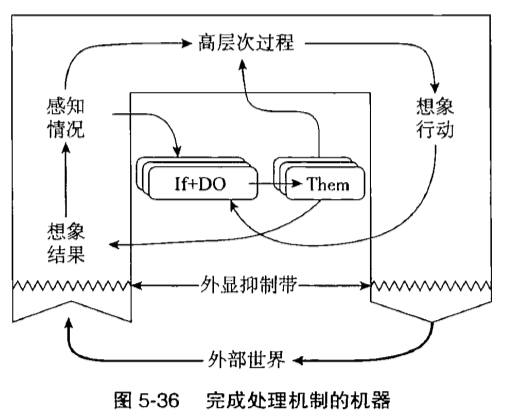 高层次过程
感知
情况
想象
行动
If+DO
Them
想象
结果
外显抑制带
外部世界
图 5-36 完成处理机制的机器